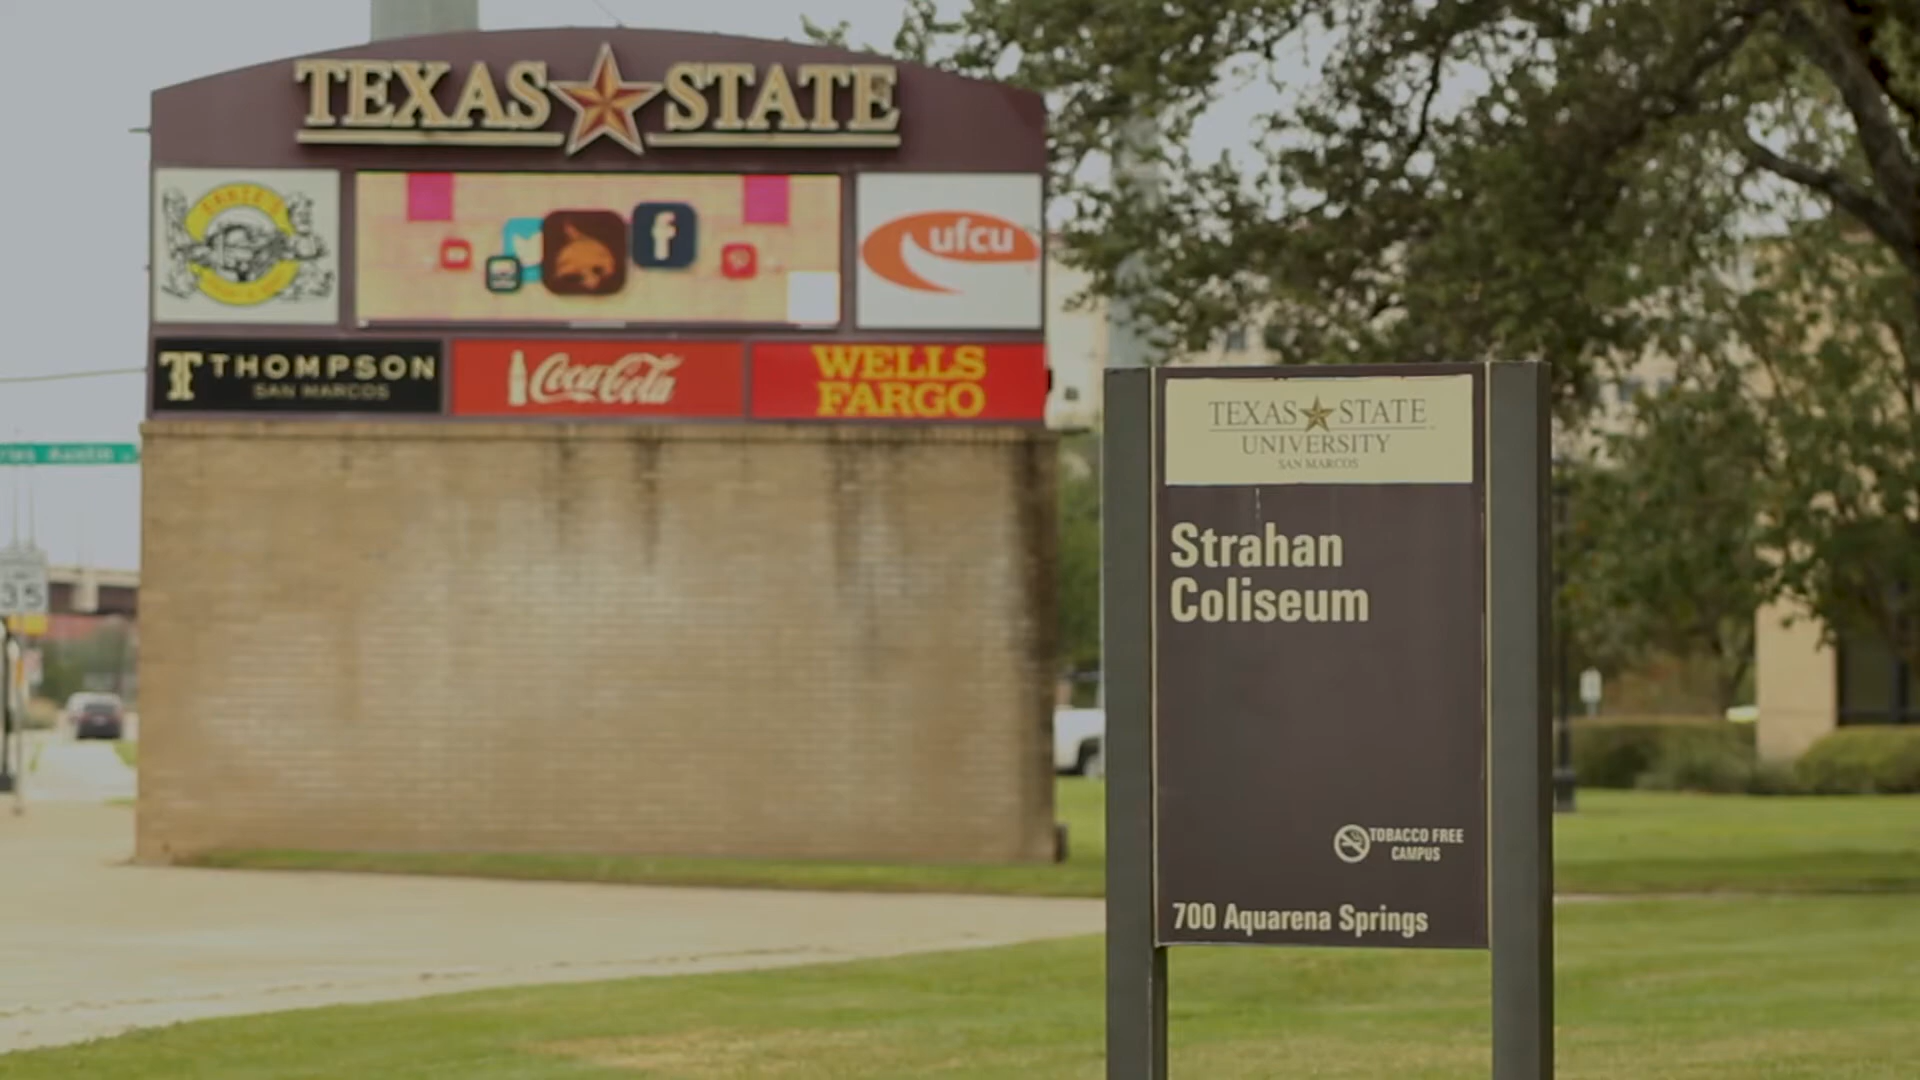 TEXAS STATE
ufcu
THOMPSON
SAN MARCOS
Coca-Cola
WELLS
FARGO
Austin
35
TEXAS STATE
UNIVERSITY
SAN MARCOS
Strahan
Coliseum
TOBACCO FREE
CAMPUS
700 Aquarena Springs